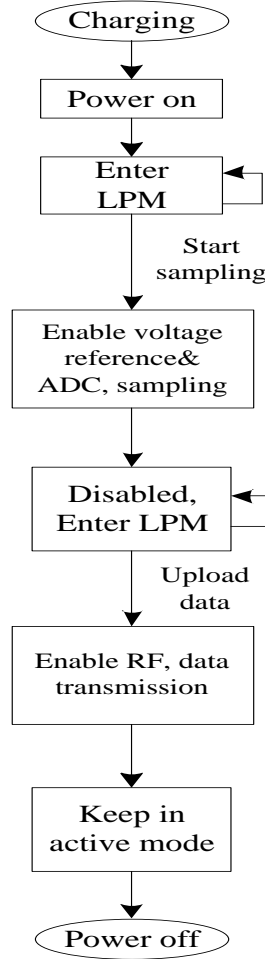 Charging
Power on
Enter
LPM
Start
sampling
Enable voltage
reference&
ADC, sampling
Disabled,
Enter LPM
Upload
data
Enable RF, data
transmission
Keep in
active mode
Power off